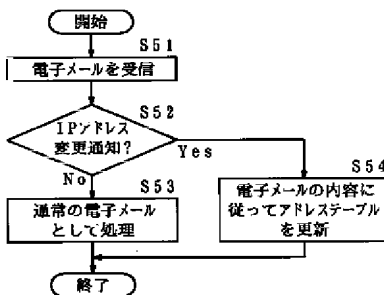 開始
S51
電子メールを受信
S52
IPアドレス
変更通知?
Yes
No
S53
通常の電子メール
として処理
S54
電子メールの内容に
従ってアドレステーブル
を更新
終了